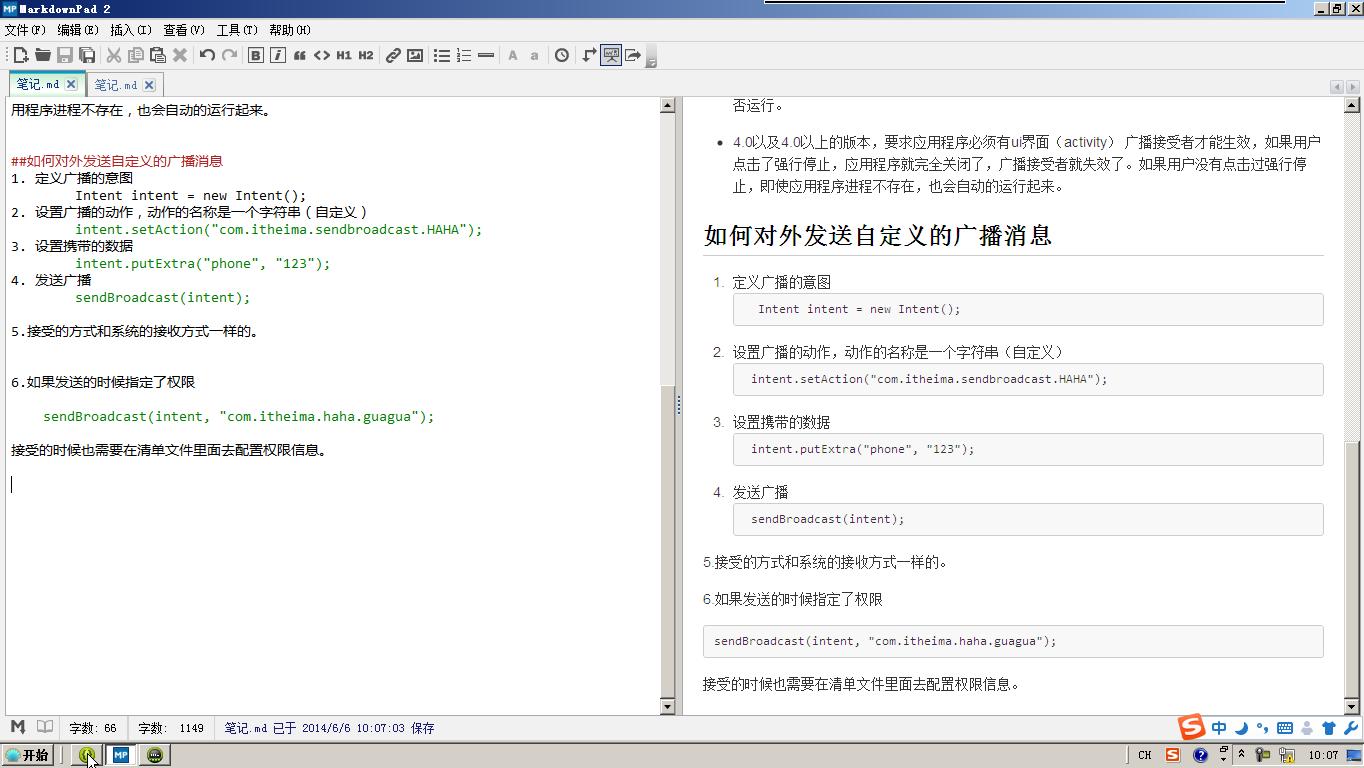 MarkdownPad 2
文件(F) 编辑(E) 插入(I) 查看(V) 工具(T) 帮助(H)
B i H1 H2 A a
笔记.md 笔记.md
用程序进程不存在，也会自动的运行起来。
##如何对外发送自定义的广播消息
1. 定义广播的意图
Intent intent = new Intent();
2. 设置广播的动作，动作的名称是一个字符串（自定义）
intent.setAction("com.itheima.sendbroadcast.HAHA");
3. 设置携带的数据
intent.putExtra("phone", "123");
4. 发送广播
sendBroadcast(intent);
5.接受的方式和系统的接收方式一样的。
6.如果发送的时候指定了权限
sendBroadcast(intent, "com.itheima.haha.guagua");
接受的时候也需要在清单文件里面去配置权限信息。
否运行。
4.0以及4.0以上的版本，要求应用程序必须有ui界面（activity） 广播接受者才能生效，如果用户
点击了强行停止，应用程序就完全关闭了，广播接受者就失效了。如果用户没有点击过强行停
止，即使应用程序进程不存在，也会自动的运行起来。
如何对外发送自定义的广播消息
1. 定义广播的意图
Intent intent = new Intent();
2. 设置广播的动作，动作的名称是一个字符串（自定义）
intent.setAction("com.itheima.sendbroadcast.HAHA");
3. 设置携带的数据
intent.putExtra("phone", "123");
4. 发送广播
sendBroadcast(intent);
5.接受的方式和系统的接收方式一样的。
6.如果发送的时候指定了权限
sendBroadcast(intent, "com.itheima.haha.guagua");
接受的时候也需要在清单文件里面去配置权限信息。
字数: 66 字数: 1149 笔记.md 已于 2014/6/6 10:07:03 保存
S 中
开始 MP CH S 10:07